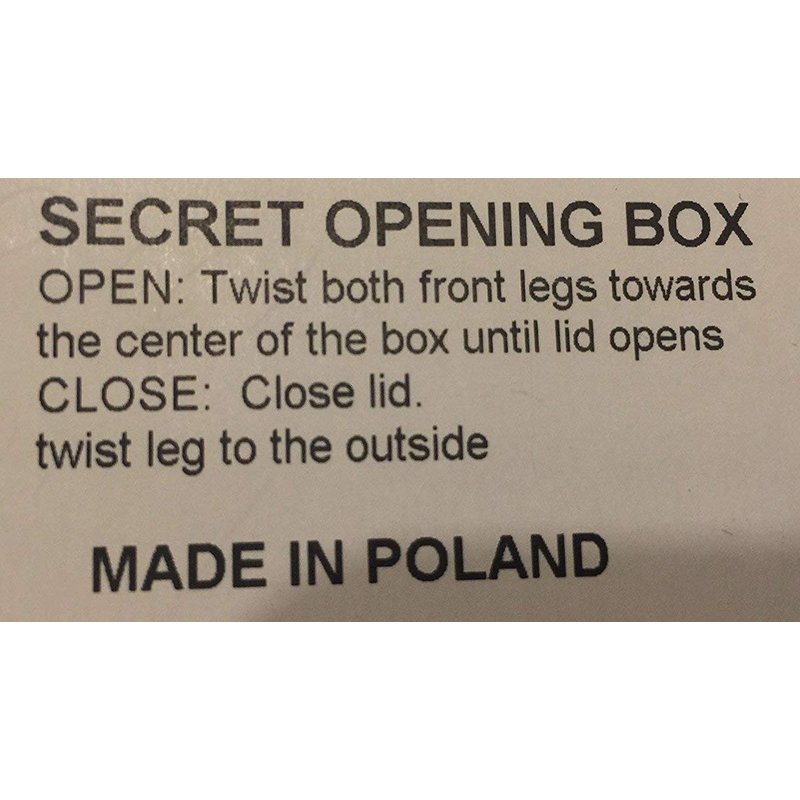 SECRET OPENING BOX
OPEN: Twist both front legs towards
the center of the box until lid opens
CLOSE: Close lid.
twist leg to the outside
MADE IN POLAND